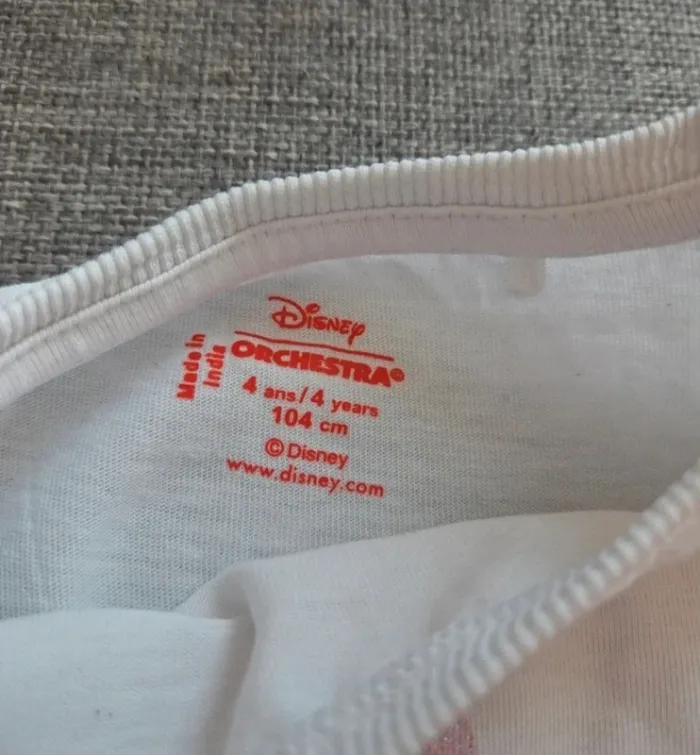 Disney
Made in
India
ORCHESTRA®
4 ans/4 years
104 cm
©Disney
www.disney.com